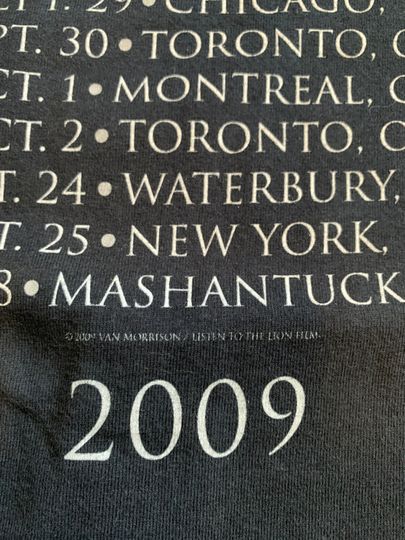 PT. 29 • CHICAGO,
PT. 30 • TORONTO, O
CT. 1 • MONTREAL, Q
CT. 2 • TORONTO, O
T. 24 • WATERBURY,
T. 25 • NEW YORK,
8 • MASHANTUCK
© 2009 VAN MORRISON / LISTEN TO THE LION FILM
2009